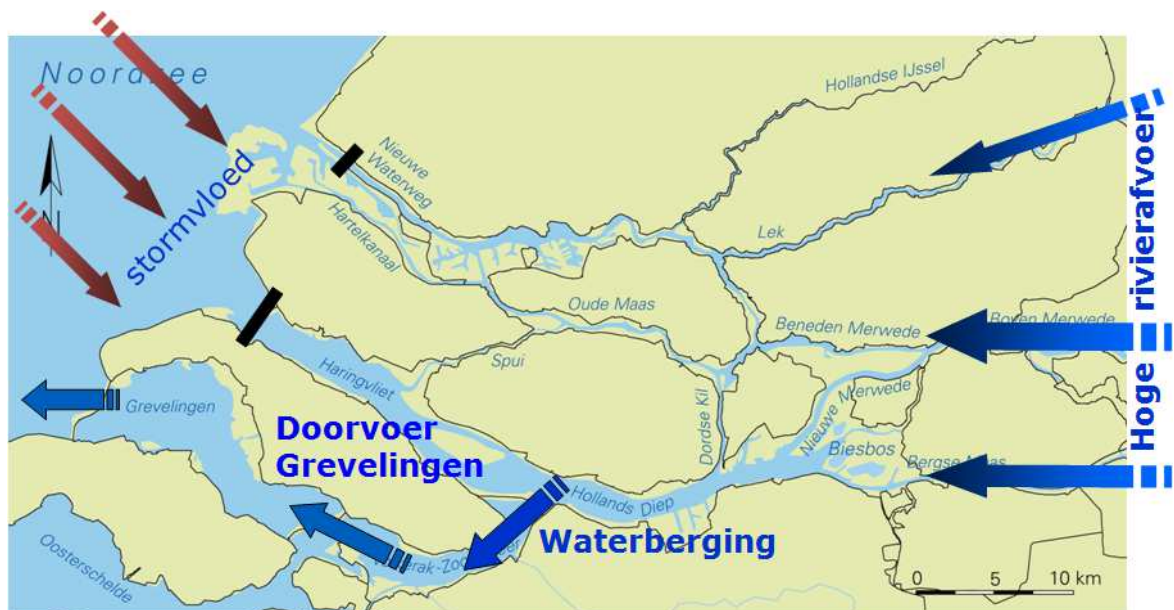 Noordzee
N
stormvloed
Nieuwe
Waterweg
Hartelkanaal
Hollandse IJssel
Lek
Hoge rivierafvoer
Oude Maas
Beneden Merwede
Boven Merwede
Spui
Haringvliet
Grevelingen
Doorvoer
Grevelingen
Dordse Kil
Nieuwe Merwede
Biesbos
Bergse Maas
Hollands Diep
Waterberging
Oosterschelde
0 5 10 km